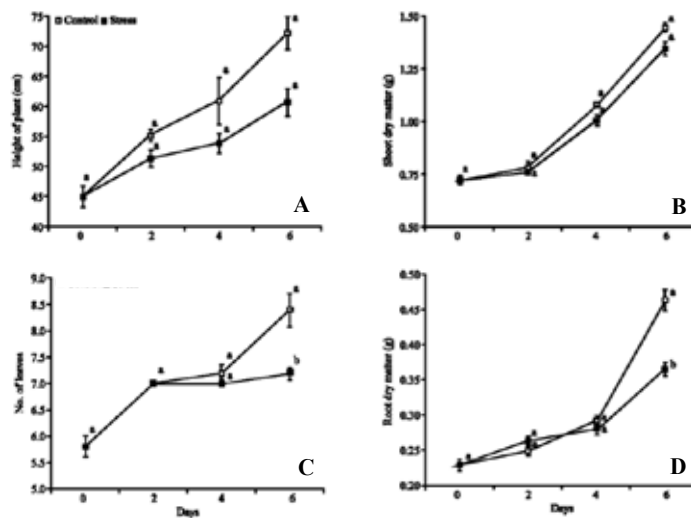 75
Control Stress
70
65
60
55
50
45
40
Height of plant (cm)
a
a
a
a
a
a
a
0 2 4 6
A
1.50
1.25
1.00
0.75
0.50
Shoot dry matter (g)
a
a
a
a
a
a
a
0 2 4 6
B
9.0
8.5
8.0
7.5
7.0
6.5
6.0
5.5
5.0
No. of leaves
a
a
a
a
a
b
0 2 4 6
Days
C
0.50
0.45
0.40
0.35
0.30
0.25
0.20
Root dry matter (g)
a
a
a
a
a
a
b
0 2 4 6
Days
D